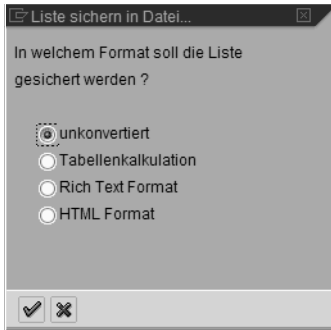 Liste sichern in Datei...
In welchem Format soll die Liste
gesichert werden ?
unkonvertiert
Tabellenkalkulation
Rich Text Format
HTML Format